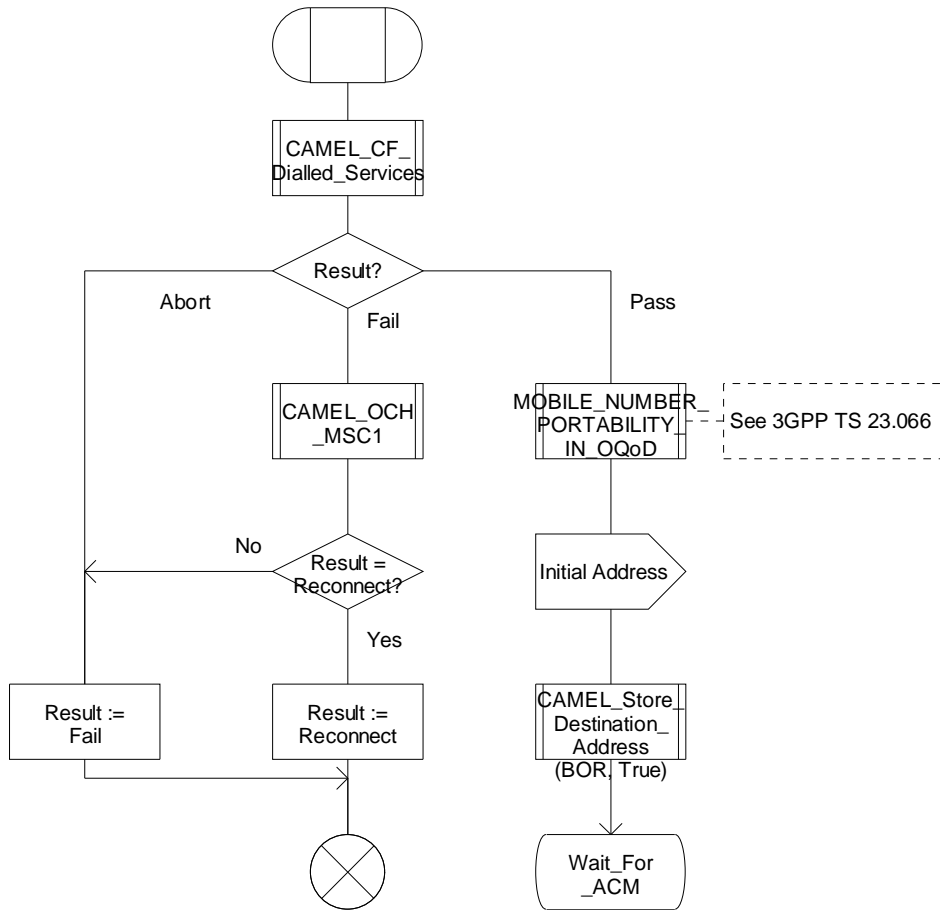 CAMEL_CF_
Dialled_Services
Result?
Abort
Fail
Pass
CAMEL_OCH
_MSC1
MOBILE_NUMBER_
PORTABILITY_
IN_OQoD
See 3GPP TS 23.066
No
Result =
Reconnect?
Initial Address
Yes
Result :=
Fail
Result :=
Reconnect
CAMEL_Store_
Destination_
Address
(BOR, True)
Wait_For
_ACM